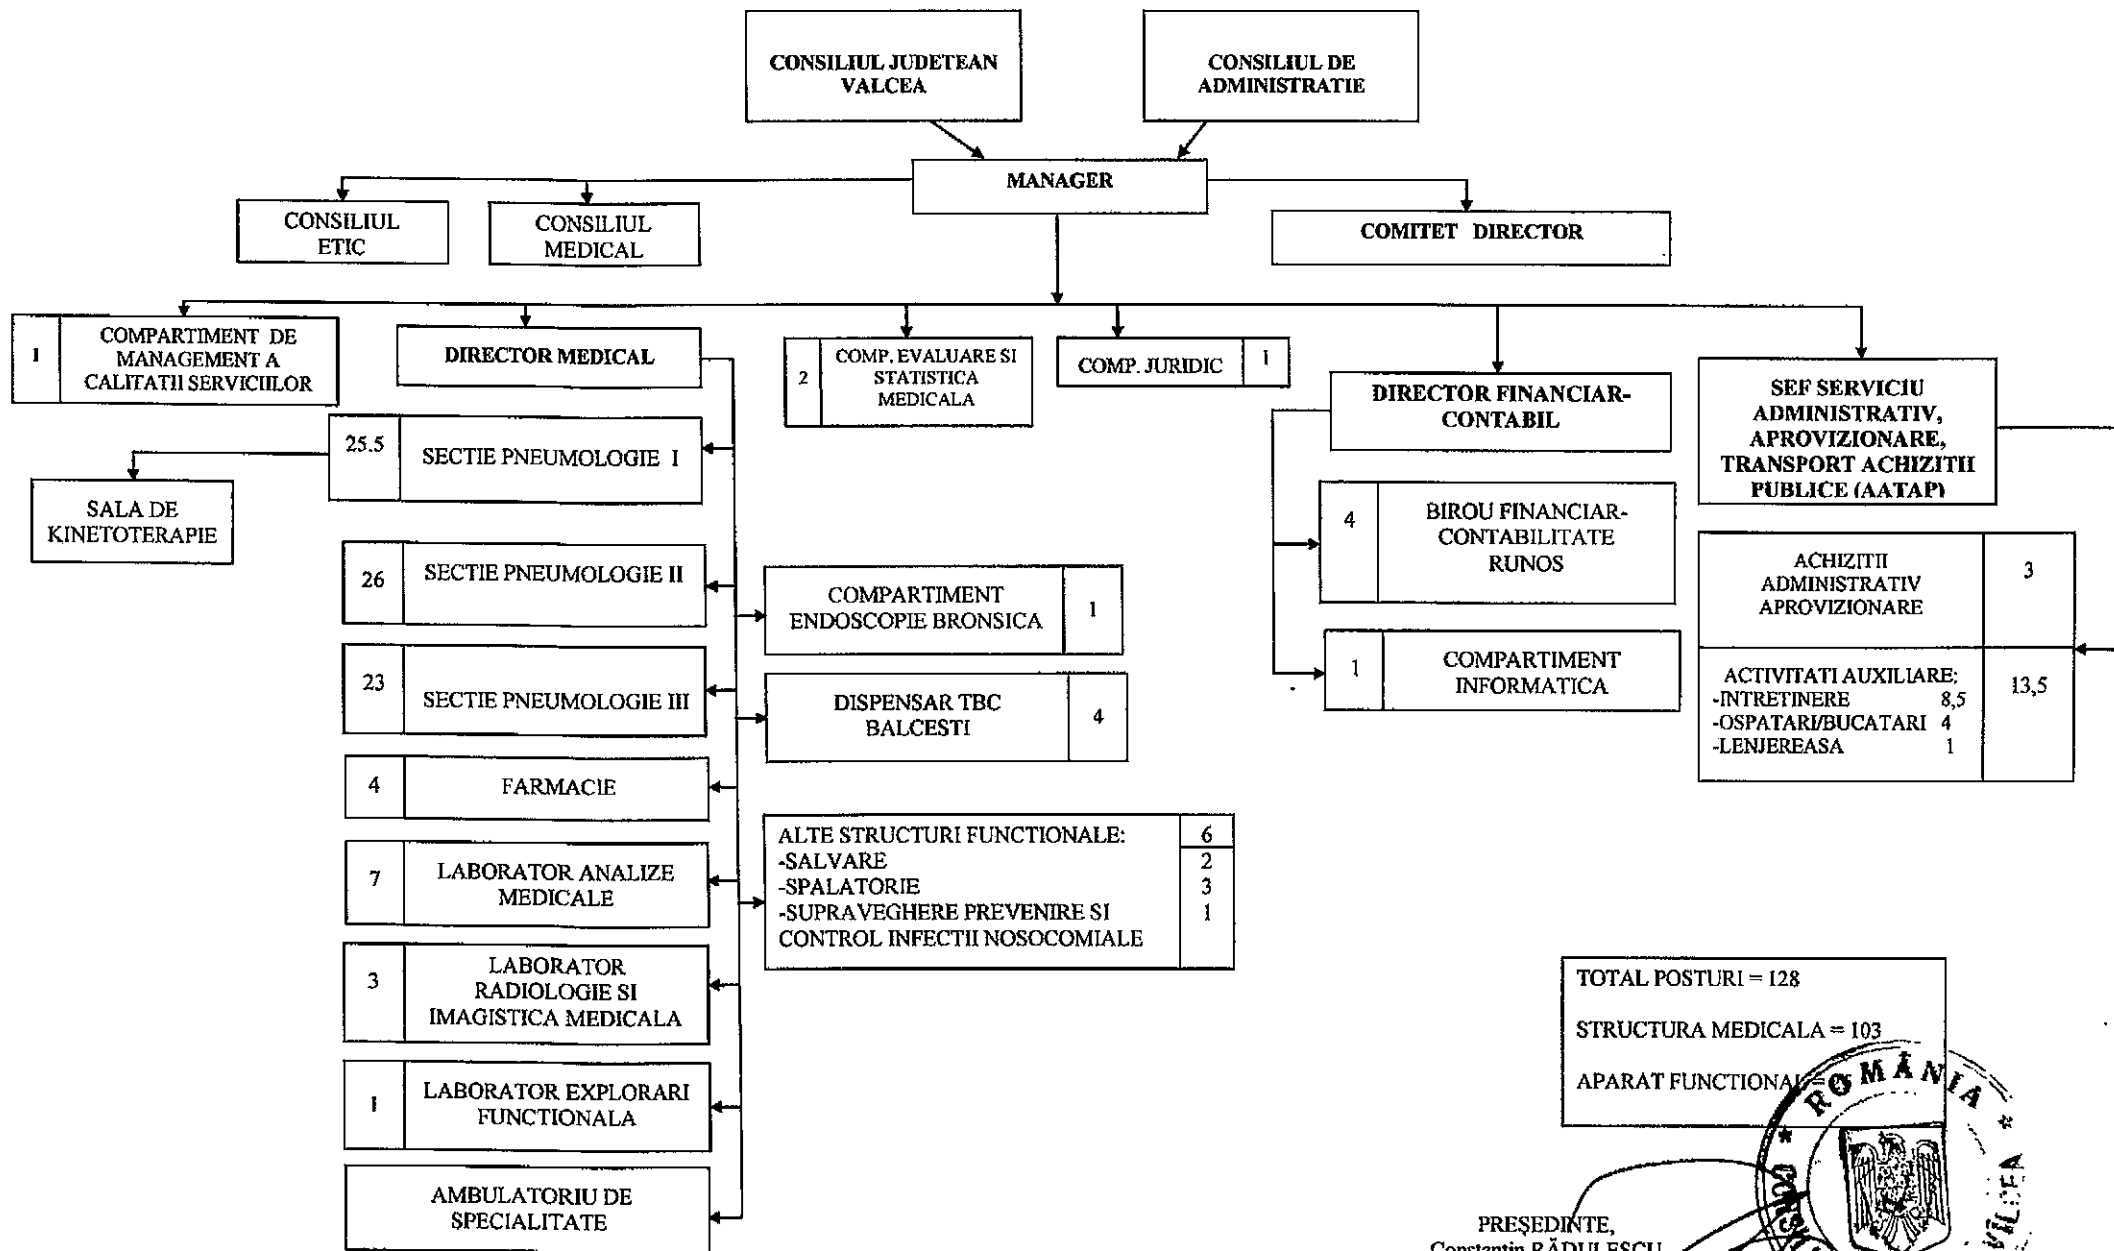 CONSILIUL JUDETEAN
VALCEA
CONSILIUL DE
ADMINISTRATIE
MANAGER
CONSILIUL
ETIC
CONSILIUL
MEDICAL
COMITET DIRECTOR
1
COMPARTIMENT DE
MANAGEMENT A
CALITATII SERVICIILOR
DIRECTOR MEDICAL
2
COMP. EVALUARE SI
STATISTICA
MEDICALA
COMP. JURIDIC
1
DIRECTOR FINANCIAR-
CONTABIL
SEF SERVICIU
ADMINISTRATIV,
APROVIZIONARE,
TRANSPORT ACHIZITII
PUBLICE (AATAP)
25.5
SECTIE PNEUMOLOGIE I
SALA DE
KINETOTERAPIE
26
SECTIE PNEUMOLOGIE II
23
SECTIE PNEUMOLOGIE III
4
FARMACIE
7
LABORATOR ANALIZE
MEDICALE
3
LABORATOR
RADIOLOGIE SI
IMAGISTICA MEDICALA
1
LABORATOR EXPLORARI
FUNCTIONALA
AMBULATORIU DE
SPECIALITATE
COMPARTIMENT
ENDOSCOPIE BRONSICA
1
DISPENSAR TBC
BALCESTI
4
ALTE STRUCTURI FUNCTIONALE: 6
-SALVARE 2
-SPALATORIE 3
-SUPRAVEGHERE PREVENIRE SI 1
CONTROL INFECTII NOSOCOMIALE
4
BIROU FINANCIAR-
CONTABILITATE
RUNOS
1
COMPARTIMENT
INFORMATICA
ACHIZITII
ADMINISTRATIV
APROVIZIONARE
3
ACTIVITATI AUXILIARE:
-INTRETINERE 8,5
-OSPATARI/BUCATARI 4
-LENJEREASA 1
13,5
TOTAL POSTURI = 128
STRUCTURA MEDICALA = 103
APARAT FUNCTIONAL =
ROMÂNIA
PREŞEDINTE,
Constantin RĂDULESCU